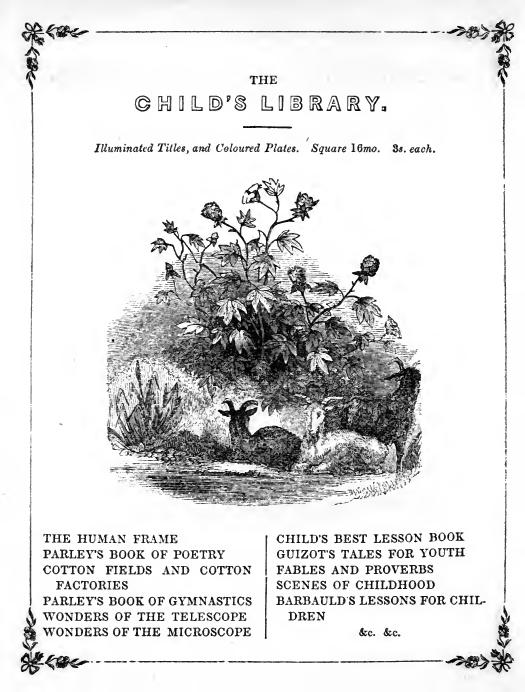 THE
CHILD'S LIBRARY.
Illuminated Titles, and Coloured Plates. Square 16mo. 3s. each.
THE HUMAN FRAME
PARLEY'S BOOK OF POETRY
COTTON FIELDS AND COTTON
FACTORIES
PARLEY'S BOOK OF GYMNASTICS
WONDERS OF THE TELESCOPE
WONDERS OF THE MICROSCOPE
CHILD'S BEST LESSON BOOK
GUIZOT'S TALES FOR YOUTH
FABLES AND PROVERBS
SCENES OF CHILDHOOD
BARBAULD'S LESSONS FOR CHIL-
DREN
&c. &c.